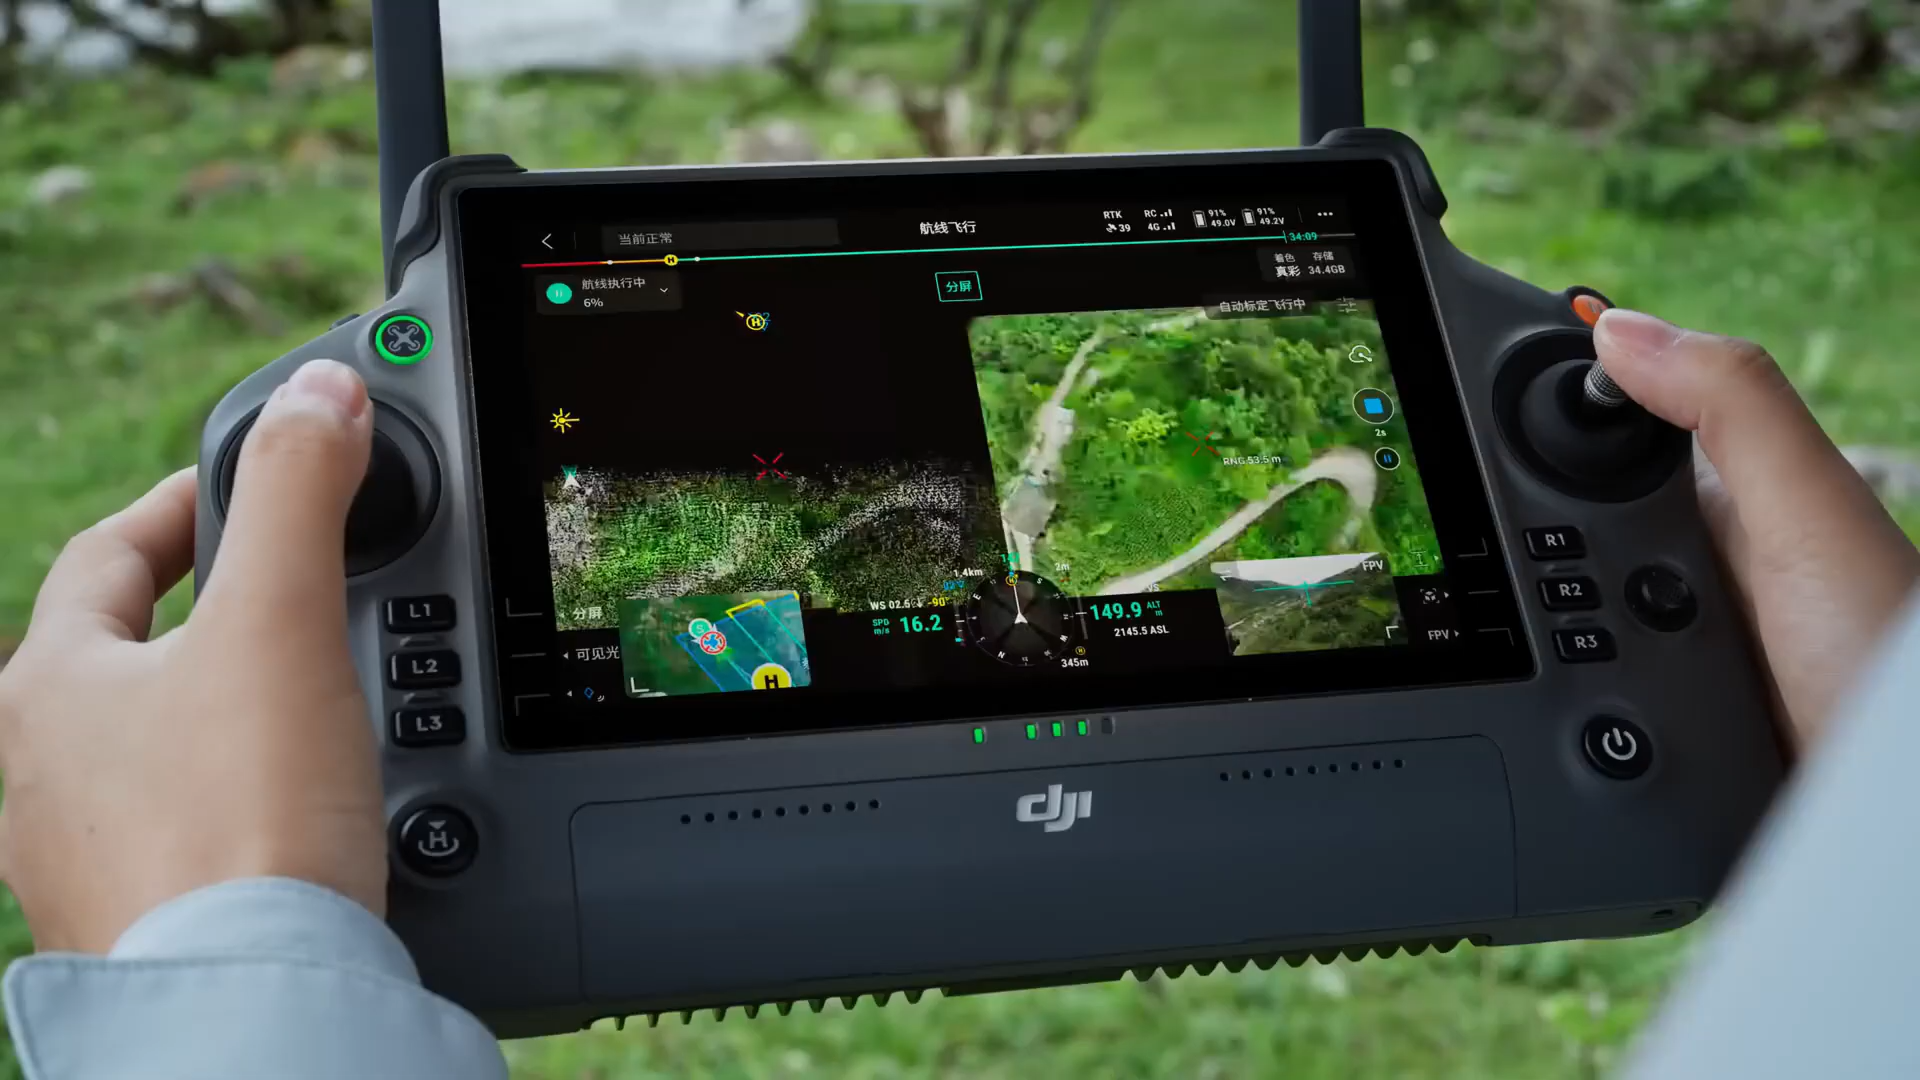 当前正常
航线飞行
RTK
39
RC
4G
91%
49.0V
91%
49.2V
34:09
航线执行中
6%
分屏
着色
真彩
存储
34.4GB
自动标定飞行中
H
2s
RNG 53.5 m
分屏
可见光
S
H
1.4km
2m
WS 02.5
-90°
SPD
m/s
16.2
149.9
ALT
m
2145.5 ASL
345m
FPV
FPV
L1
L2
L3
R1
R2
R3
H
dji